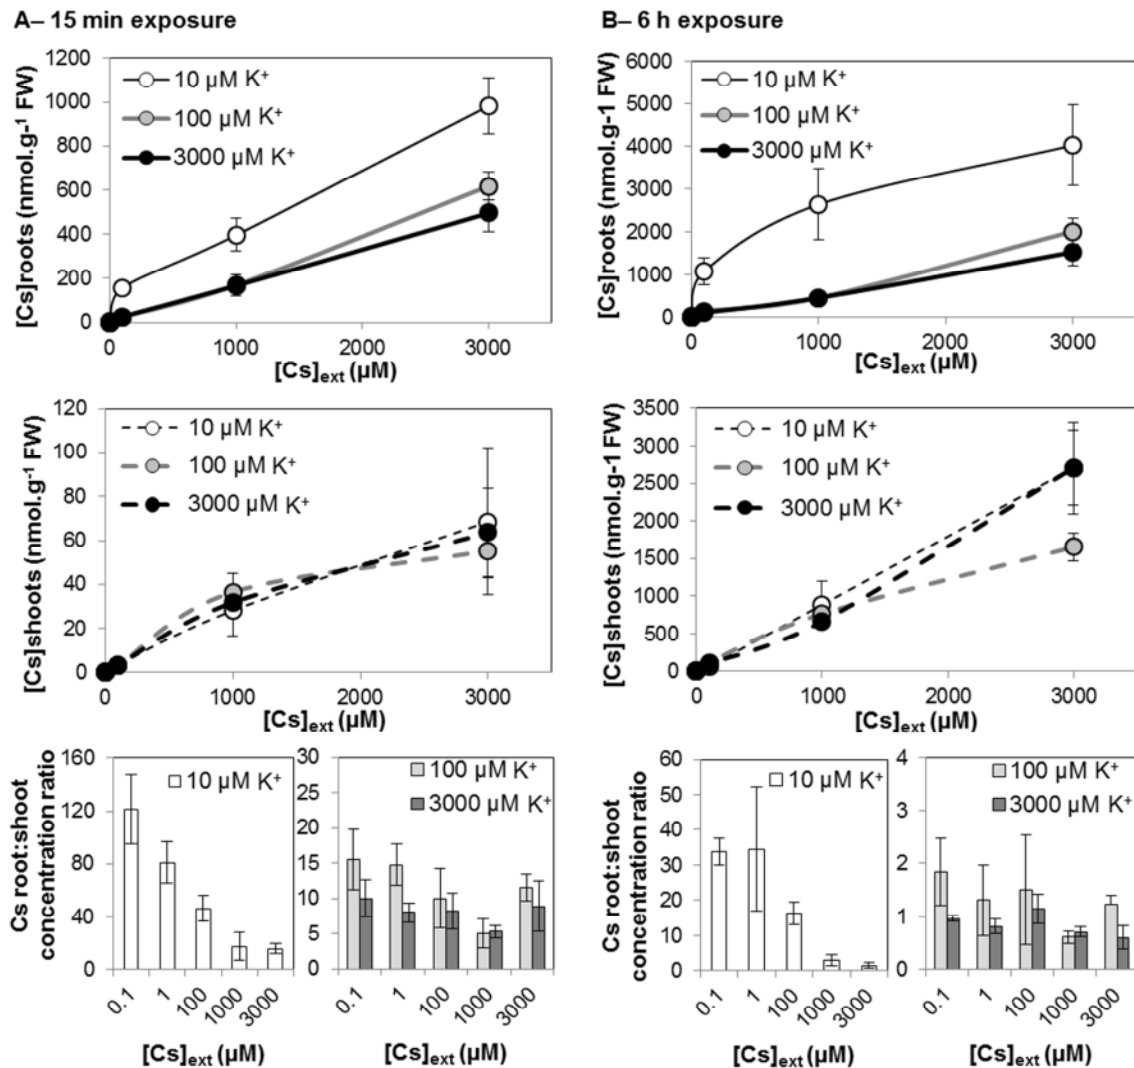 A– 15 min exposure
[Cs]roots (nmol.g-1 FW)
1200
1000
800
600
400
200
0
10 µM K+
100 µM K+
3000 µM K+
0 1000 2000 3000
[Cs]ext (µM)
B– 6 h exposure
[Cs]roots (nmol.g-1 FW)
6000
5000
4000
3000
2000
1000
0
10 µM K+
100 µM K+
3000 µM K+
0 1000 2000 3000
[Cs]ext (µM)
[Cs]shoots (nmol.g-1 FW)
120
100
80
60
40
20
0
10 µM K+
100 µM K+
3000 µM K+
0 1000 2000 3000
[Cs]ext (µM)
[Cs]shoots (nmol.g-1 FW)
3500
3000
2500
2000
1500
1000
500
0
10 µM K+
100 µM K+
3000 µM K+
0 1000 2000 3000
[Cs]ext (µM)
Cs root:shoot
concentration ratio
160
120
80
40
0
10 µM K+
0.1 1 100 1000 3000
[Cs]ext (µM)
30
25
20
15
10
5
0
100 µM K+
3000 µM K+
0.1 1 100 1000 3000
[Cs]ext (µM)
Cs root:shoot
concentration ratio
60
50
40
30
20
10
0
10 µM K+
0.1 1 100 1000 3000
[Cs]ext (µM)
4
3
2
1
0
100 µM K+
3000 µM K+
0.1 1 100 1000 3000
[Cs]ext (µM)